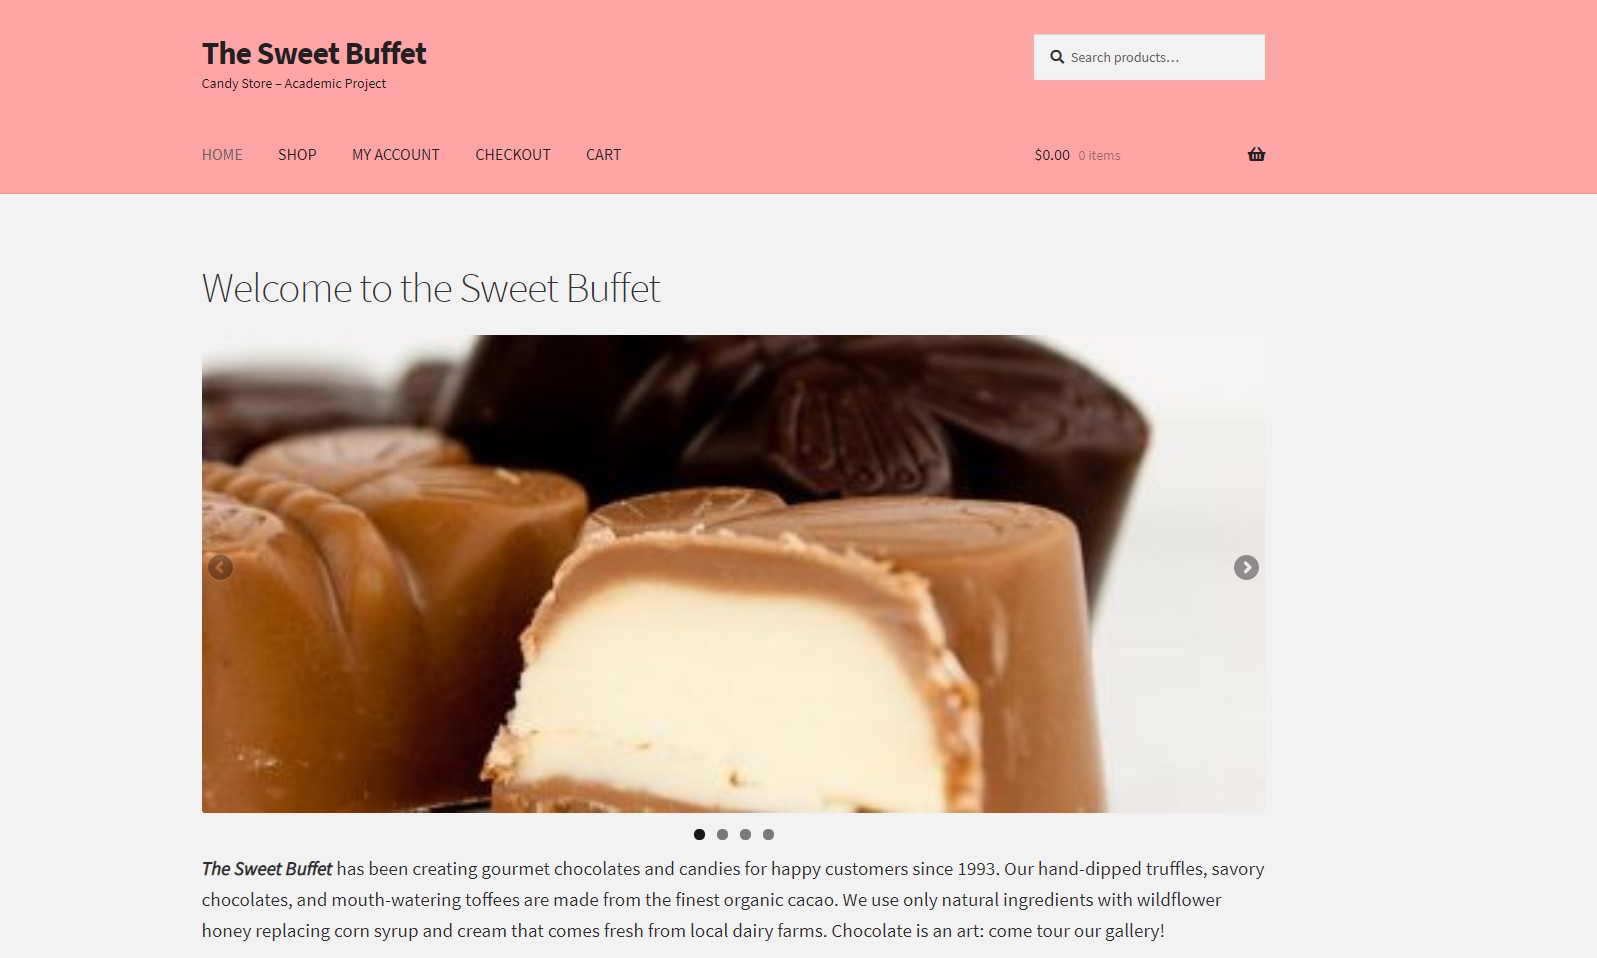 The Sweet Buffet
Candy Store – Academic Project
Search products…
HOME SHOP MY ACCOUNT CHECKOUT CART
$0.00 0 items
Welcome to the Sweet Buffet
The Sweet Buffet has been creating gourmet chocolates and candies for happy customers since 1993. Our hand-dipped truffles, savory
chocolates, and mouth-watering toffees are made from the finest organic cacao. We use only natural ingredients with wildflower
honey replacing corn syrup and cream that comes fresh from local dairy farms. Chocolate is an art: come tour our gallery!